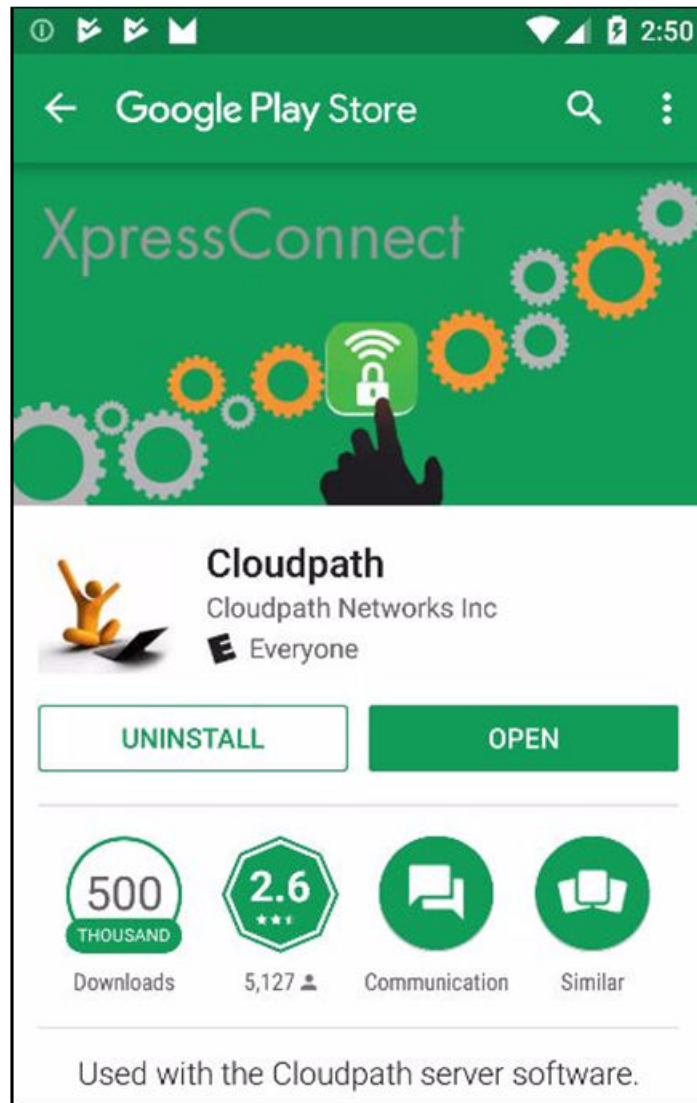 2:50
Google Play Store
XpressConnect
Cloudpath
Cloudpath Networks Inc
E Everyone
UNINSTALL
OPEN
500
THOUSAND
Downloads
2.6
5,127
Communication
Similar
Used with the Cloudpath server software.